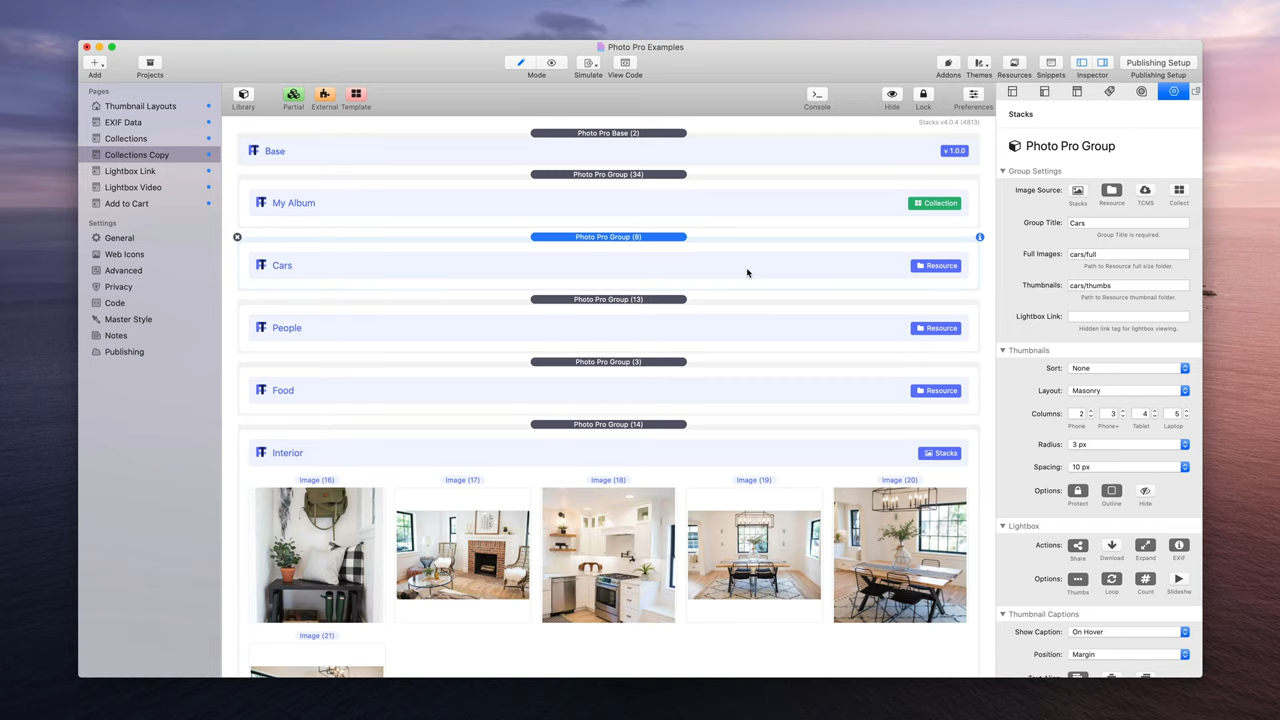 Photo Pro Examples
Add
Projects
Mode
Simulate
View Code
Addons
Themes
Resources
Snippets
Inspector
Publishing Setup
Publishing Setup
Pages
Thumbnail Layouts
EXIF Data
Collections
Collections Copy
Lightbox Link
Lightbox Video
Add to Cart
Settings
General
Web Icons
Advanced
Privacy
Code
Master Style
Notes
Publishing
Library
Partial
External
Template
Console
Hide
Lock
Preferences
Stacks v4.0.4 (4813)
Photo Pro Base (2)
Base
v 1.0.0
Photo Pro Group (34)
My Album
Collection
Photo Pro Group (8)
Cars
Resource
Photo Pro Group (13)
People
Resource
Photo Pro Group (3)
Food
Resource
Photo Pro Group (14)
Interior
Stacks
Image (16)
Image (17)
Image (18)
Image (19)
Image (20)
Image (21)
Stacks
Photo Pro Group
Group Settings
Image Source:
Stacks
Resource
TCMS
Collect
Group Title: Cars
Group Title is required.
Full Images: cars/full
Path to Resource full size folder.
Thumbnails: cars/thumbs
Path to Resource thumbnail folder.
Lightbox Link:
Hidden link tag for lightbox viewing.
Thumbnails
Sort: None
Layout: Masonry
Columns: 2 3 4 5
Phone Phone+ Tablet Laptop
Radius: 3 px
Spacing: 10 px
Options:
Protect Outline Hide
Lightbox
Actions:
Share Dwnload Expand EXIF
Options:
Thumbs Loop Count Slideshw
Thumbnail Captions
Show Caption: On Hover
Position: Margin